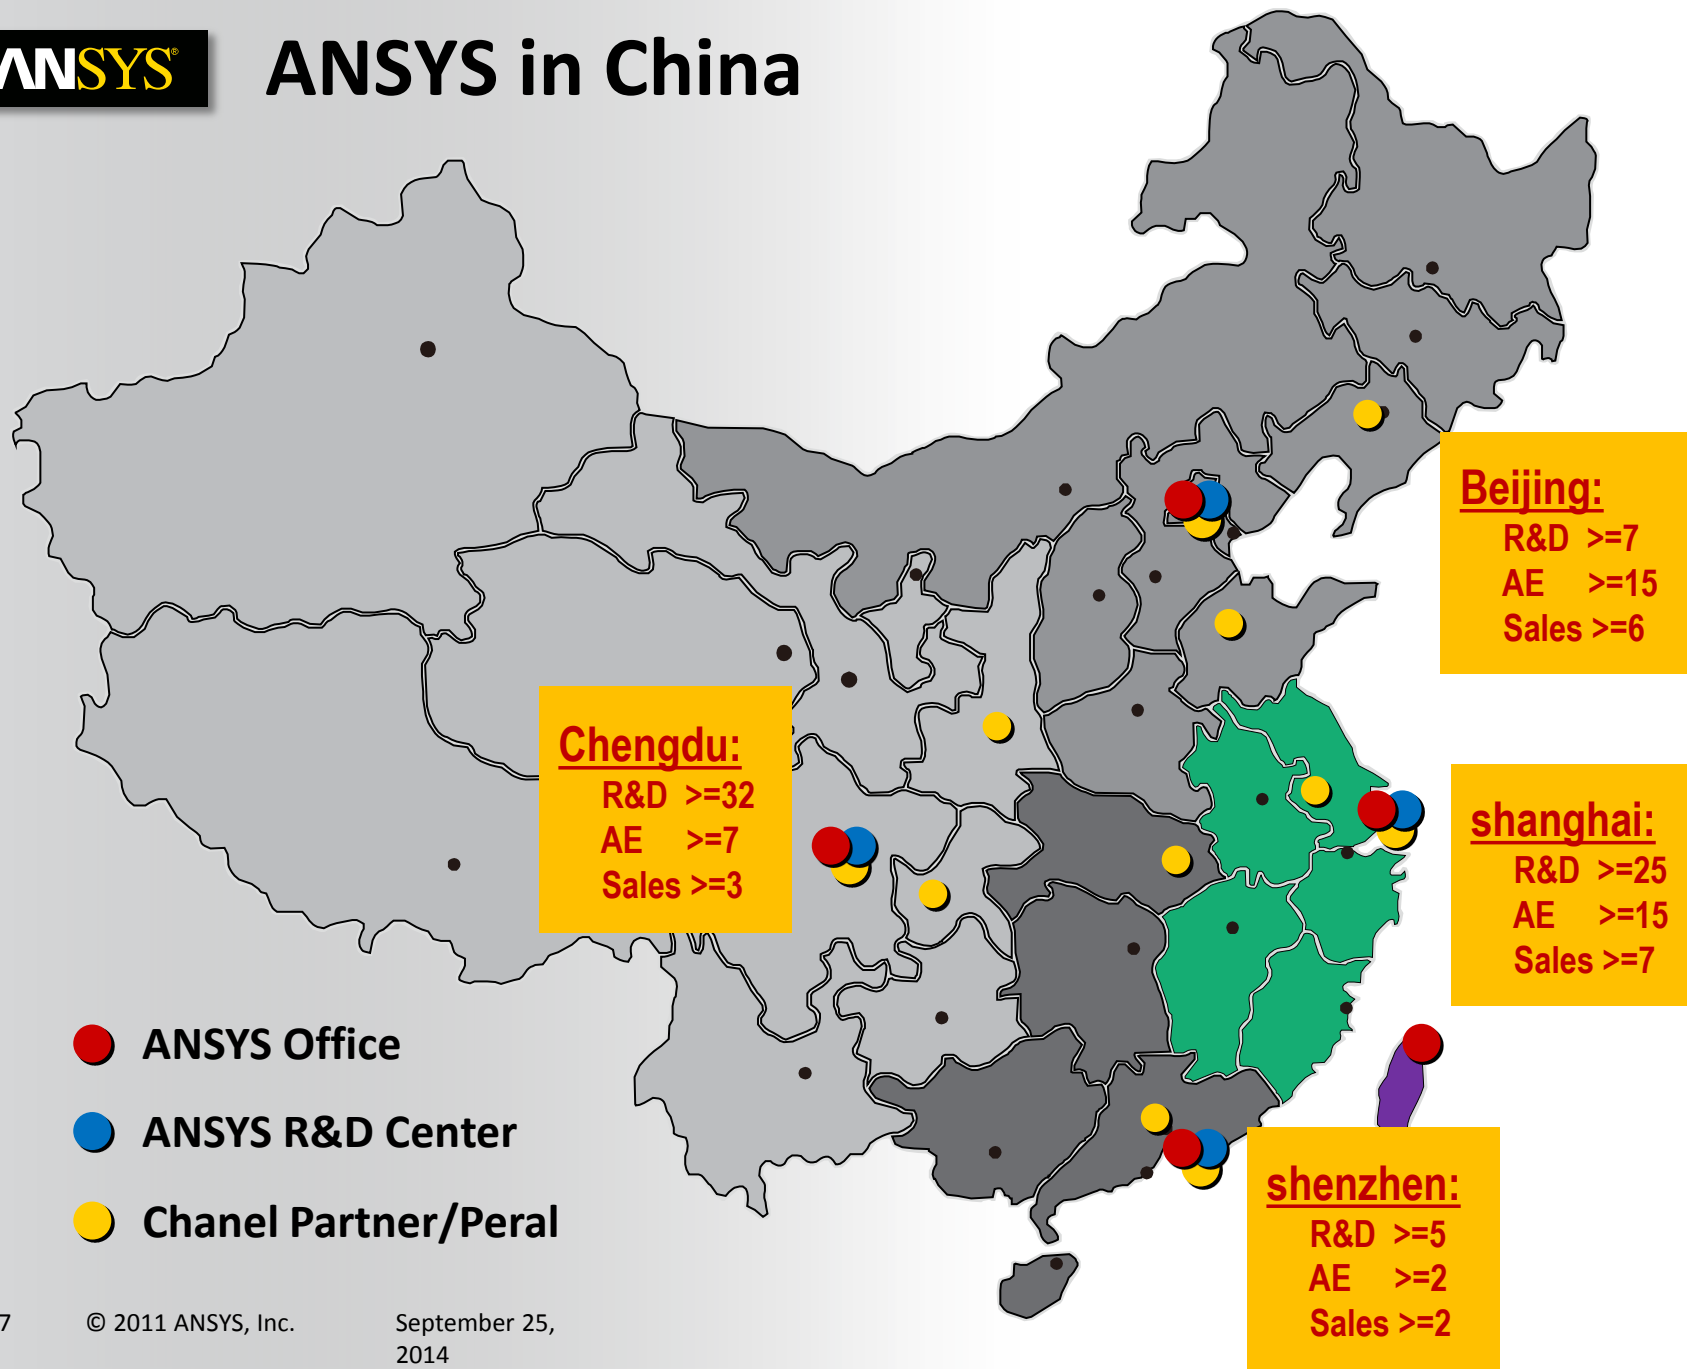 ANSYS®
ANSYS in China
Beijing:
R&D >=7
AE >=15
Sales >=6
Chengdu:
R&D >=32
AE >=7
Sales >=3
shanghai:
R&D >=25
AE >=15
Sales >=7
ANSYS Office
ANSYS R&D Center
Chanel Partner/Peral
shenzhen:
R&D >=5
AE >=2
Sales >=2
7 © 2011 ANSYS, Inc. September 25,
2014